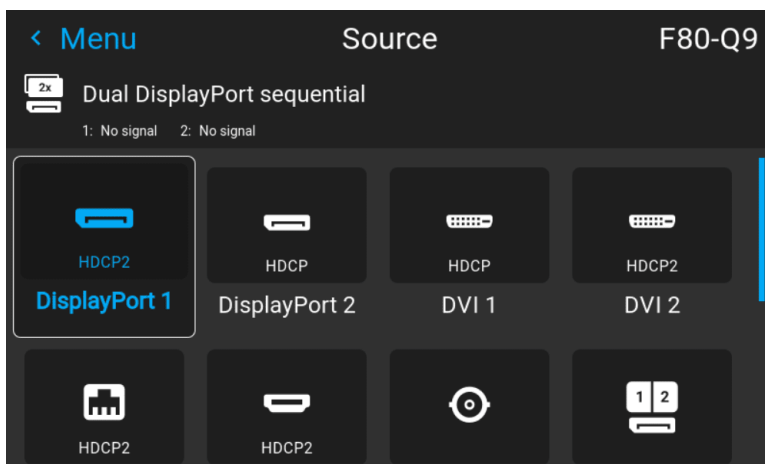 Menu
Source
F80-Q9
2x
Dual DisplayPort sequential
1: No signal 2: No signal
HDCP2
HDCP
HDCP
HDCP2
DisplayPort 1
DisplayPort 2
DVI 1
DVI 2
1 2
HDCP2
HDCP2